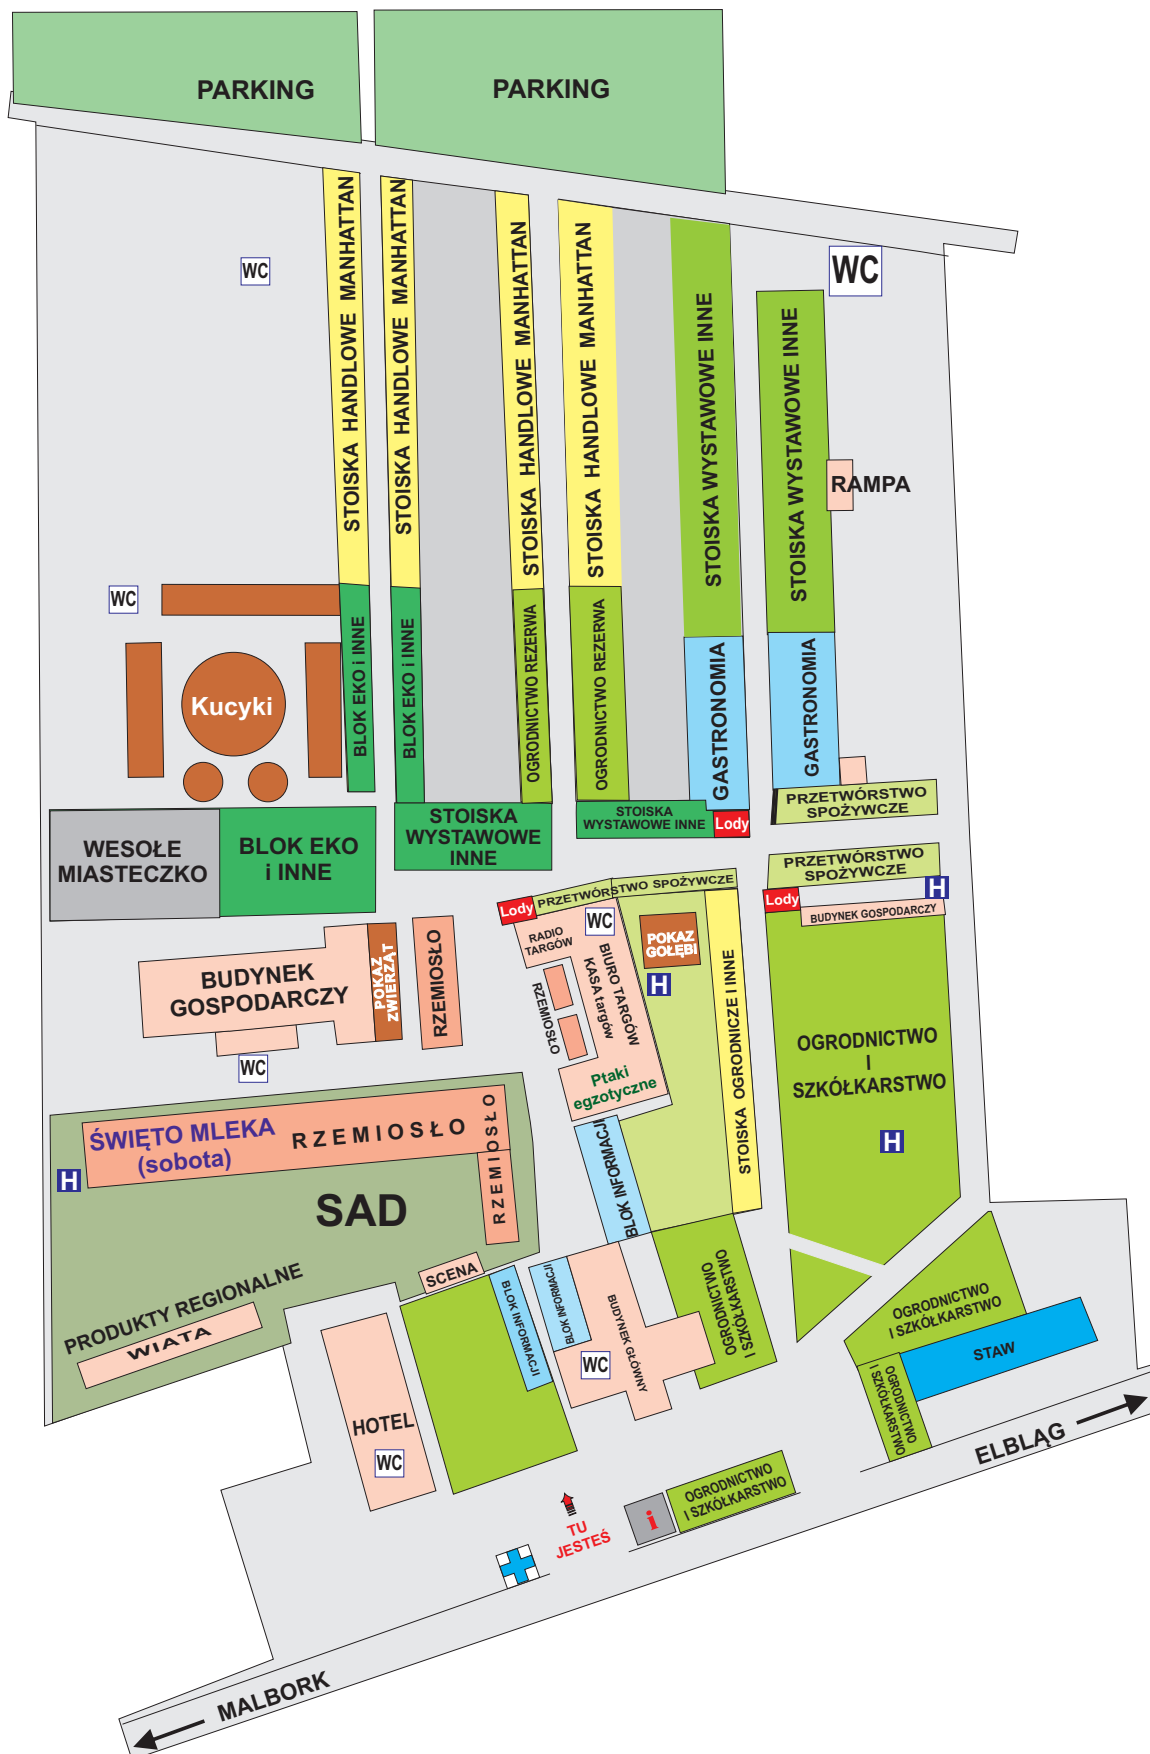 PARKING
PARKING
STOISKA HANDLOWE MANHATTAN
STOISKA HANDLOWE MANHATTAN
STOISKA HANDLOWE MANHATTAN
STOISKA HANDLOWE MANHATTAN
STOISKA WYSTAWOWE INNE
STOISKA WYSTAWOWE INNE
WC
WC
RAMPA
WC
BLOK EKO i INNE
BLOK EKO i INNE
OGRODNICTWO REZERWA
OGRODNICTWO REZERWA
GASTRONOMIA
GASTRONOMIA
Kucyki
WESOŁE
MIASTECZKO
BLOK EKO
i INNE
STOISKA
WYSTAWOWE
INNE
STOISKA
WYSTAWOWE INNE
Lody
PRZETWÓRSTWO
SPOŻYWCZE
PRZETWÓRSTWO
SPOŻYWCZE
H
Lody
BUDYNEK GOSPODARCZY
Lody
PRZETWÓRSTWO SPOŻYWCZE
RADIO
TARGÓW
WC
POKAZ
GOŁĘBI
H
BUDYNEK
GOSPODARCZY
POKAZ
ZWIERZĄT
RZEMIOSŁO
WC
RZEMIOSŁO
BIURO TARGÓW
KASA targów
Ptaki
egzotyczne
STOISKA OGRODNICZE I INNE
OGRODNICTWO
I
SZKÓŁKARSTWO
H
ŚWIĘTO MLEKA
(sobota)
RZEMIOSŁO
RZEMIOSŁO
RZEMIOSŁO
H
SAD
BLOK INFORMACJI
SCENA
PRODUKTY REGIONALNE
WIATA
BLOK INFORMACJI
BLOK INFORMACJI
BUDYNEK GŁÓWNY
WC
OGRODNICTWO
I SZKÓŁKARSTWO
OGRODNICTWO
I SZKÓŁKARSTWO
STAW
OGRODNICTWO
I SZKÓŁKARSTWO
HOTEL
WC
ELBLĄG
OGRODNICTWO
I SZKÓŁKARSTWO
i
TU
JESTEŚ
MALBORK